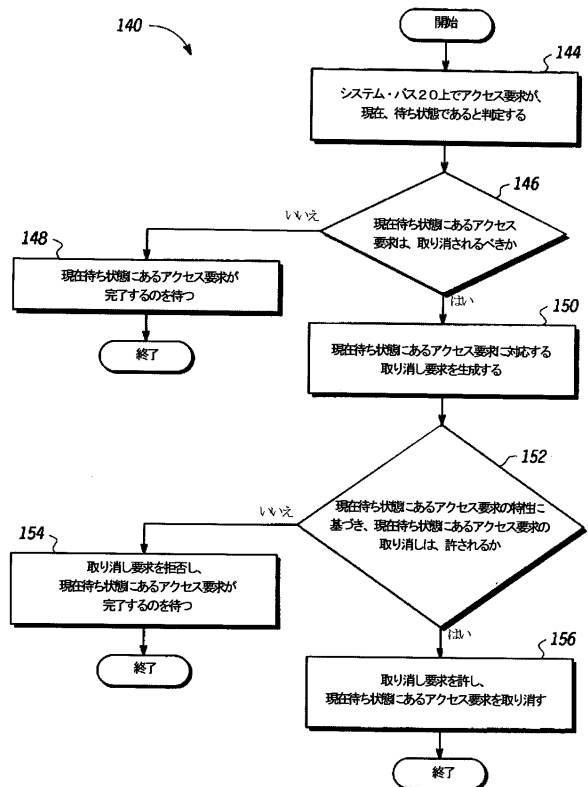 140
開始
144
システム・バス20上でアクセス要求が、
現在、待ち状態であると判定する
146
現在待ち状態にあるアクセス
要求は、取り消されるべきか
いいえ
はい
148
現在待ち状態にあるアクセス要求が
完了するのを待つ
終了
150
現在待ち状態にあるアクセス要求に対応する
取り消し要求を生成する
152
現在待ち状態にあるアクセス要求の特性に
基づき、現在待ち状態にあるアクセス要求の
取り消しは、許されるか
いいえ
はい
154
取り消し要求を拒否し、
現在待ち状態にあるアクセス要求が
完了するのを待つ
終了
156
取り消し要求を許し、
現在待ち状態にあるアクセス要求を取り消す
終了